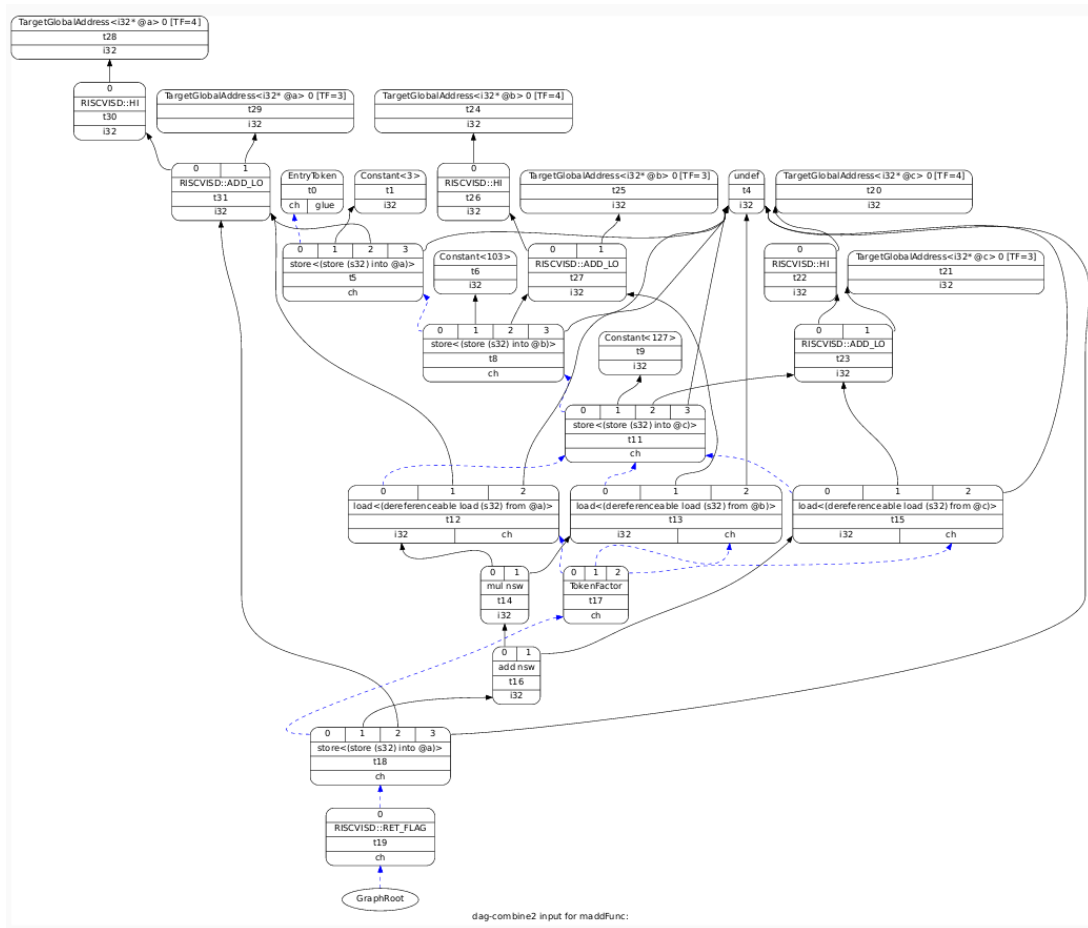 TargetGlobalAddress<i32* @a> 0 [TF=4]
t28
i32
0
RISCVISD::HI
t30
i32
TargetGlobalAddress<i32* @a> 0 [TF=3]
t29
i32
TargetGlobalAddress<i32* @b> 0 [TF=4]
t24
i32
0 1
RISCVISD::ADD_LO
t31
i32
EntryToken
t0
ch glue
Constant<3>
t1
i32
0
RISCVISD::HI
t26
i32
TargetGlobalAddress<i32* @b> 0 [TF=3]
t25
i32
undef
t4
i32
TargetGlobalAddress<i32* @c> 0 [TF=4]
t20
i32
0 1 2 3
store<(store (s32) into @a)>
t5
ch
Constant<103>
t6
i32
0 1
RISCVISD::ADD_LO
t27
i32
0
RISCVISD::HI
t22
i32
TargetGlobalAddress<i32* @c> 0 [TF=3]
t21
i32
0 1 2 3
store<(store (s32) into @b)>
t8
ch
Constant<127>
t9
i32
0 1
RISCVISD::ADD_LO
t23
i32
0 1 2 3
store<(store (s32) into @c)>
t11
ch
0 1 2
load<(dereferenceable load (s32) from @a)>
t12
i32 ch
0 1 2
load<(dereferenceable load (s32) from @b)>
t13
i32 ch
0 1 2
load<(dereferenceable load (s32) from @c)>
t15
i32 ch
0 1
mul nsw
t14
i32
0 1 2
TokenFactor
t17
ch
0 1
add nsw
t16
i32
0 1 2 3
store<(store (s32) into @a)>
t18
ch
0
RISCVISD::RET_FLAG
t19
ch
GraphRoot
dag-combine2 input for maddFunc: